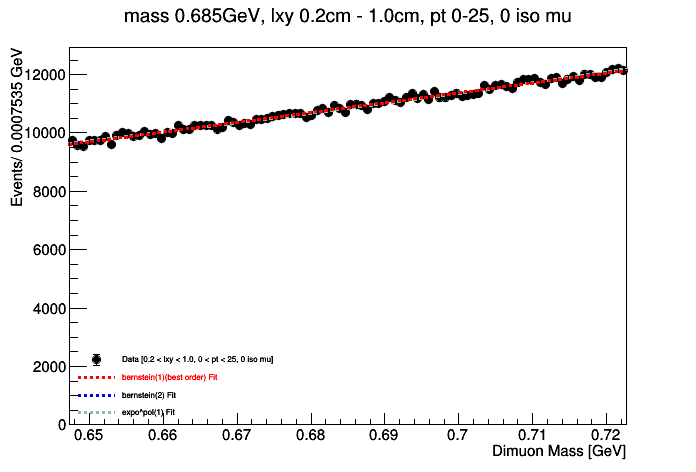 mass 0.685GeV, lxy 0.2cm - 1.0cm, pt 0-25, 0 iso mu
Events/ 0.0007535 GeV
12000
10000
8000
6000
4000
2000
0
Data [0.2 < lxy < 1.0, 0 < pt < 25, 0 iso mu]
bernstein(1)(best order) Fit
bernstein(2) Fit
expo^pol(1) Fit
0.65 0.66 0.67 0.68 0.69 0.7 0.71 0.72
Dimuon Mass [GeV]